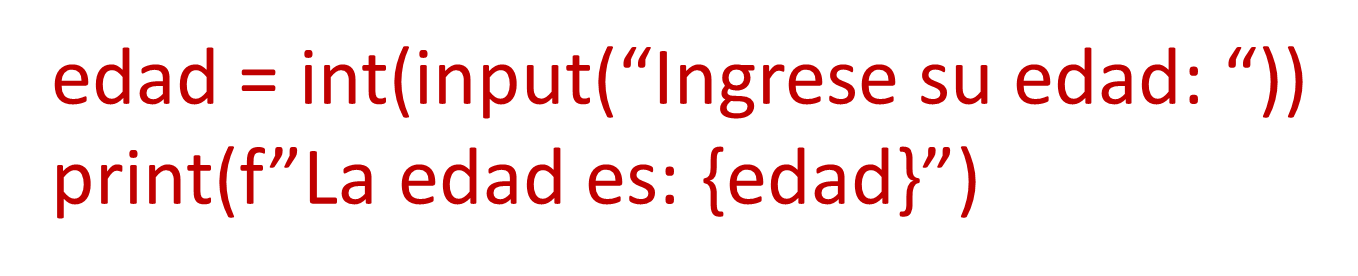 edad = int(input(“Ingrese su edad: “))
print(f”La edad es: {edad}”)